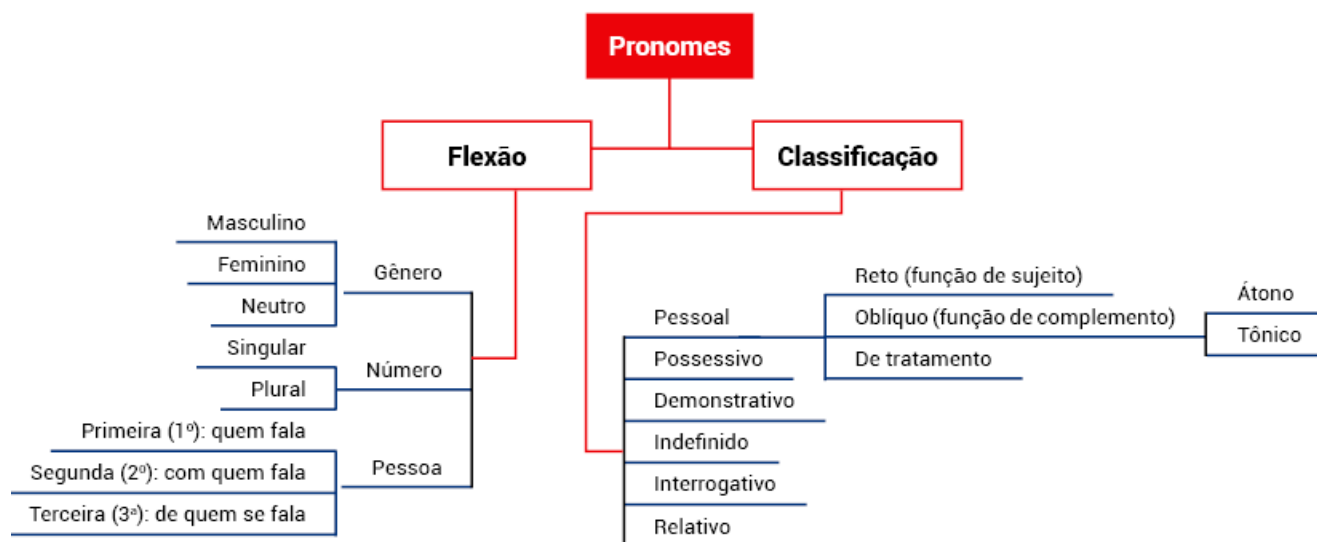 Pronomes
Flexão
Classificação
Masculino
Feminino
Neutro
Gênero
Singular
Plural
Número
Primeira (1º): quem fala
Segunda (2º): com quem fala
Terceira (3ª): de quem se fala
Pessoa
Pessoal
Possessivo
Demonstrativo
Indefinido
Interrogativo
Relativo
Reto (função de sujeito)
Oblíquo (função de complemento)
De tratamento
Átono
Tônico